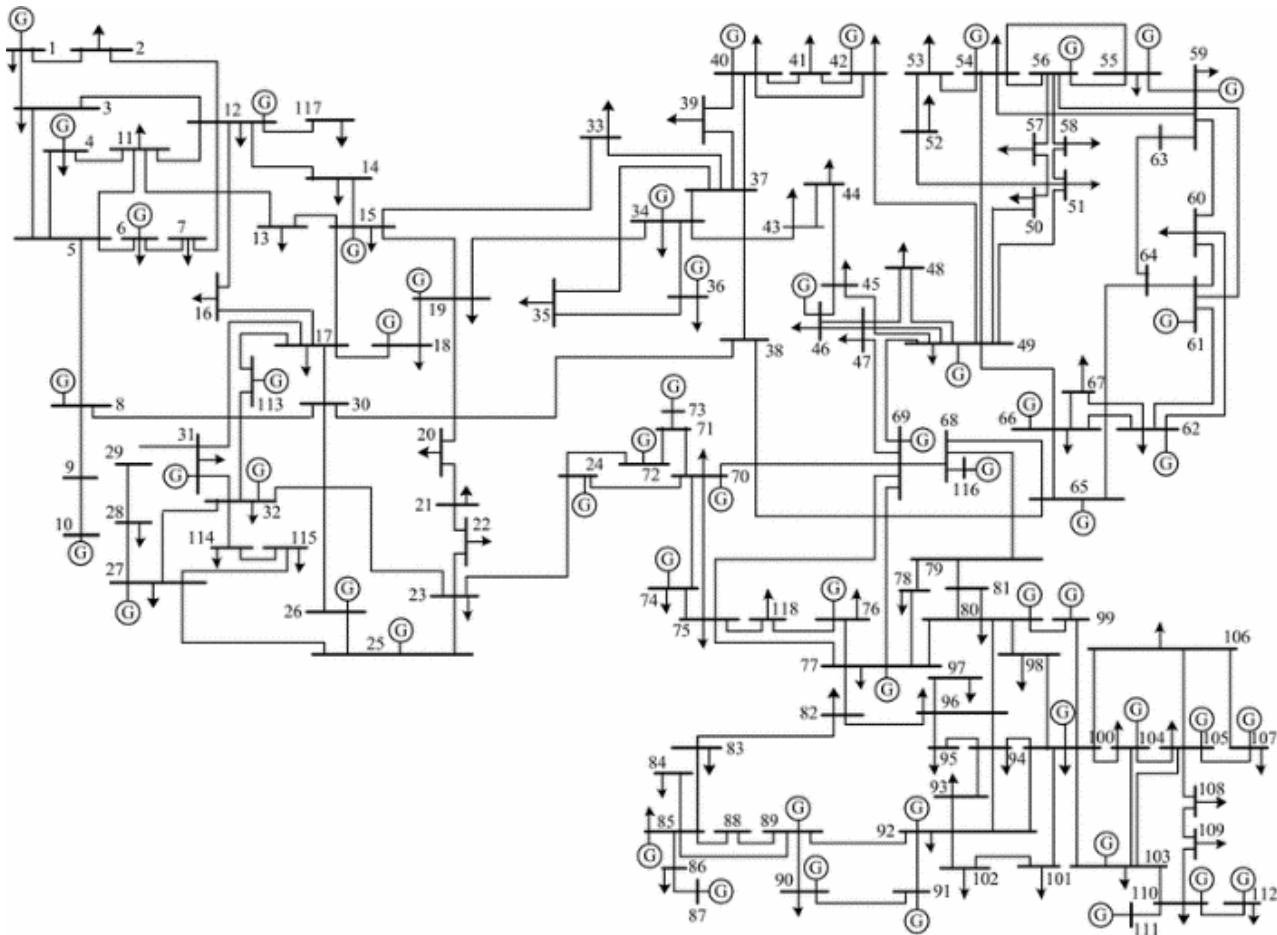 G G G G G G G
1 2 40 41 42 53 54 56 55 59
3 12 G 117 39 G
G 33 57 58
4 11 52 63
14 44
G 15 G 37 50 51 60
5 6 7 13 34 43
G 64
G G 48
16 19 36 45
35 G
17 G 46 47 49 G 61
18 38 G
G G 67
8 113 30 G 66
G 73 69 G 68 62
31 20 71 G
29 G 72
9 G G 24 70 116 G
28 32 21 G G 65
10 G 22 G
114 115 79
27 G 78 81
G G 23 74 G 80 G G 99
26 118 76
G 75 98 106
25 77 97
G
82 96 G G G G
83 95 94 100 104 105 107
84 93
G G 108
85 88 89 92
G 109
86 G G 103
G 90 91 102 101 G G
87 G 110 112
G
111